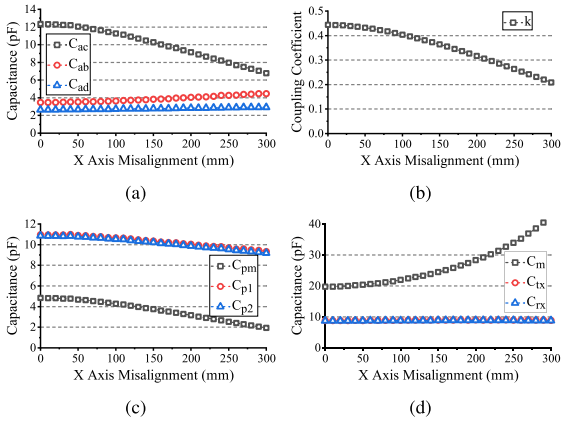 14
12
10
8
6
4
2
0
Capacitance (pF)
C_ac
C_ab
C_ad
0 50 100 150 200 250 300
X Axis Misalignment (mm)
(a)
0.5
0.4
0.3
0.2
0.1
0.0
Coupling Coefficient
k
0 50 100 150 200 250 300
X Axis Misalignment (mm)
(b)
12
10
8
6
4
2
0
Capacitance (pF)
C_pm
C_p1
C_p2
0 50 100 150 200 250 300
X Axis Misalignment (mm)
(c)
40
30
20
10
0
Capacitance (pF)
C_m
C_tx
C_rx
0 50 100 150 200 250 300
X Axis Misalignment (mm)
(d)